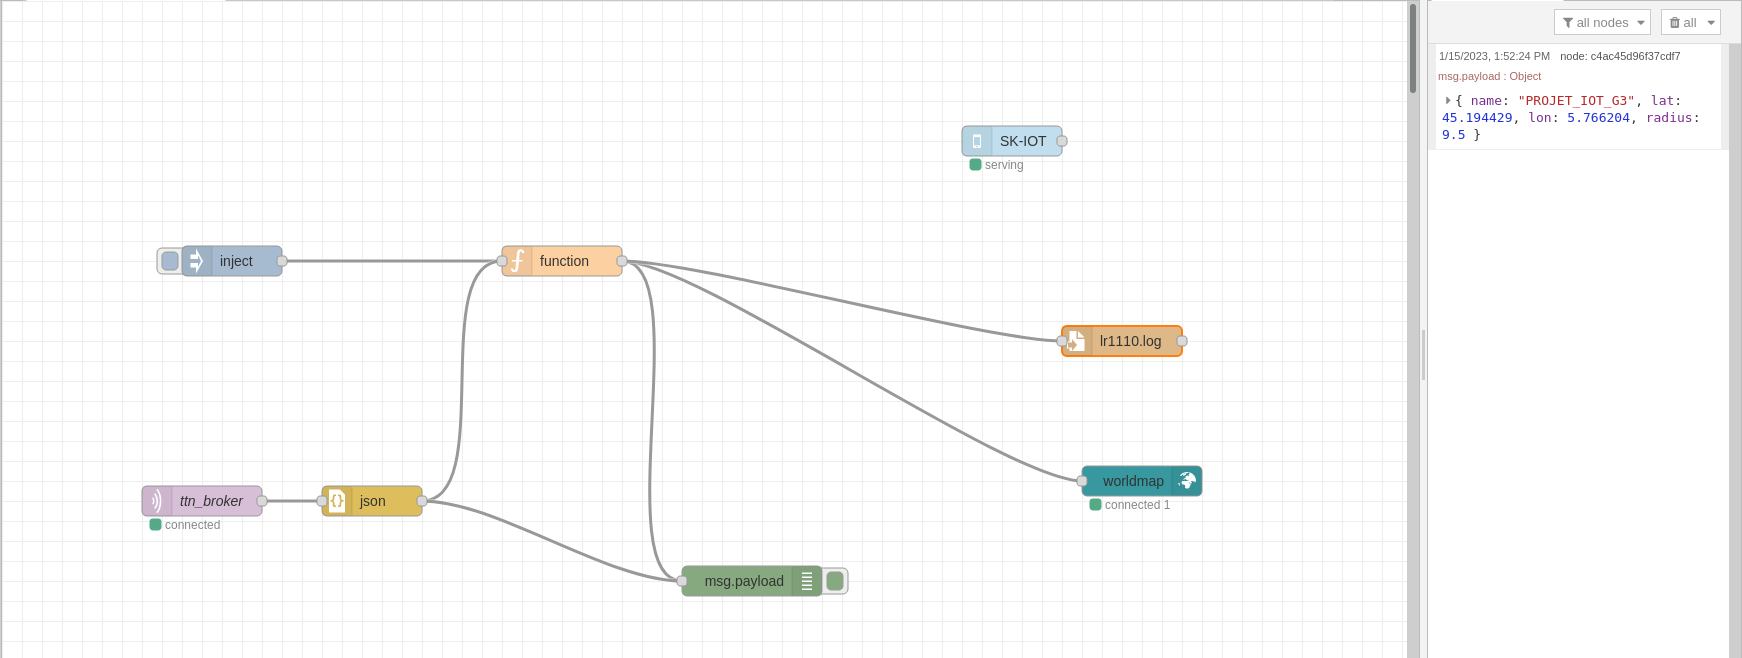 all nodes
all
1/15/2023, 1:52:24 PM node: c4ac45d96f37cdf7
msg.payload : Object
{ name: "PROJET_IOT_G3", lat:
45.194429, lon: 5.766204, radius:
9.5 }
SK-IOT
serving
inject
function
lr1110.log
ttn_broker
connected
json
worldmap
connected 1
msg.payload